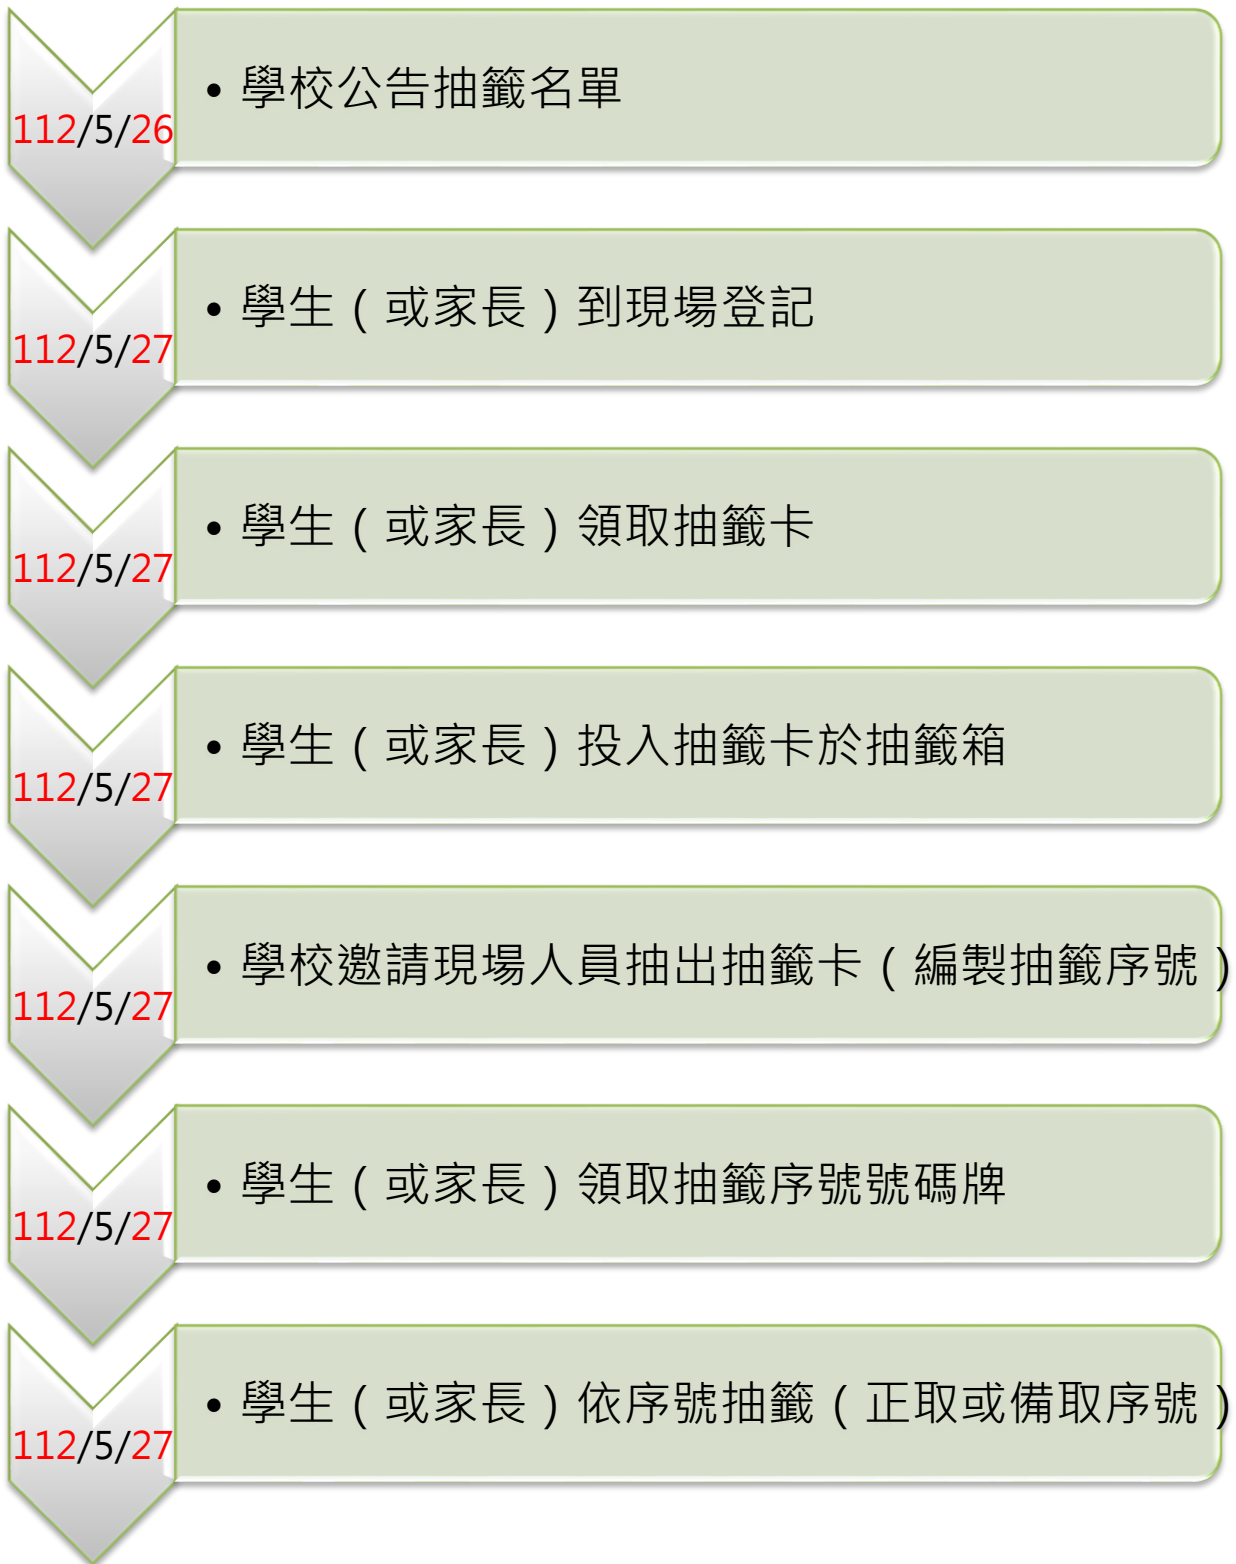 112/5/26
• 學校公告抽籤名單
112/5/27
• 學生（或家長）到現場登記
112/5/27
• 學生（或家長）領取抽籤卡
112/5/27
• 學生（或家長）投入抽籤卡於抽籤箱
112/5/27
• 學校邀請現場人員抽出抽籤卡（編製抽籤序號）
112/5/27
• 學生（或家長）領取抽籤序號號碼牌
112/5/27
• 學生（或家長）依序號抽籤（正取或備取序號）